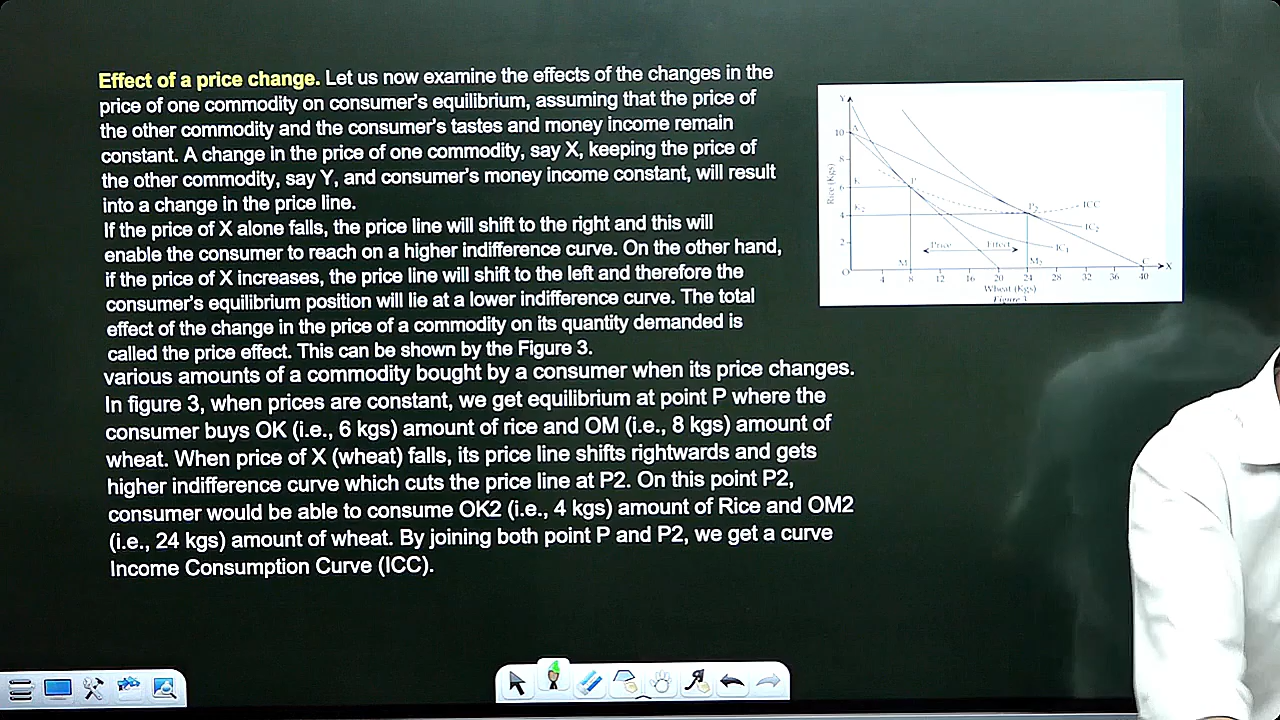 Effect of a price change. Let us now examine the effects of the changes in the
price of one commodity on consumer's equilibrium, assuming that the price of
the other commodity and the consumer's tastes and money income remain
constant. A change in the price of one commodity, say X, keeping the price of
the other commodity, say Y, and consumer's money income constant, will result
into a change in the price line.
If the price of X alone falls, the price line will shift to the right and this will
enable the consumer to reach on a higher indifference curve. On the other hand,
if the price of X increases, the price line will shift to the left and therefore the
consumer's equilibrium position will lie at a lower indifference curve. The total
effect of the change in the price of a commodity on its quantity demanded is
called the price effect. This can be shown by the Figure 3.
various amounts of a commodity bought by a consumer when its price changes.
In figure 3, when prices are constant, we get equilibrium at point P where the
consumer buys OK (i.e., 6 kgs) amount of rice and OM (i.e., 8 kgs) amount of
wheat. When price of X (wheat) falls, its price line shifts rightwards and gets
higher indifference curve which cuts the price line at P2. On this point P2,
consumer would be able to consume OK2 (i.e., 4 kgs) amount of Rice and OM2
(i.e., 24 kgs) amount of wheat. By joining both point P and P2, we get a curve
Income Consumption Curve (ICC).
Y
10 A
8
Rice (Kgs)
K P
6
K2 P2 ICC
4
IC2
2 Price Effect IC1
O M M2 C X
4 8 12 16 20 24 28 32 36 40
Wheat (Kgs)
Figure 3